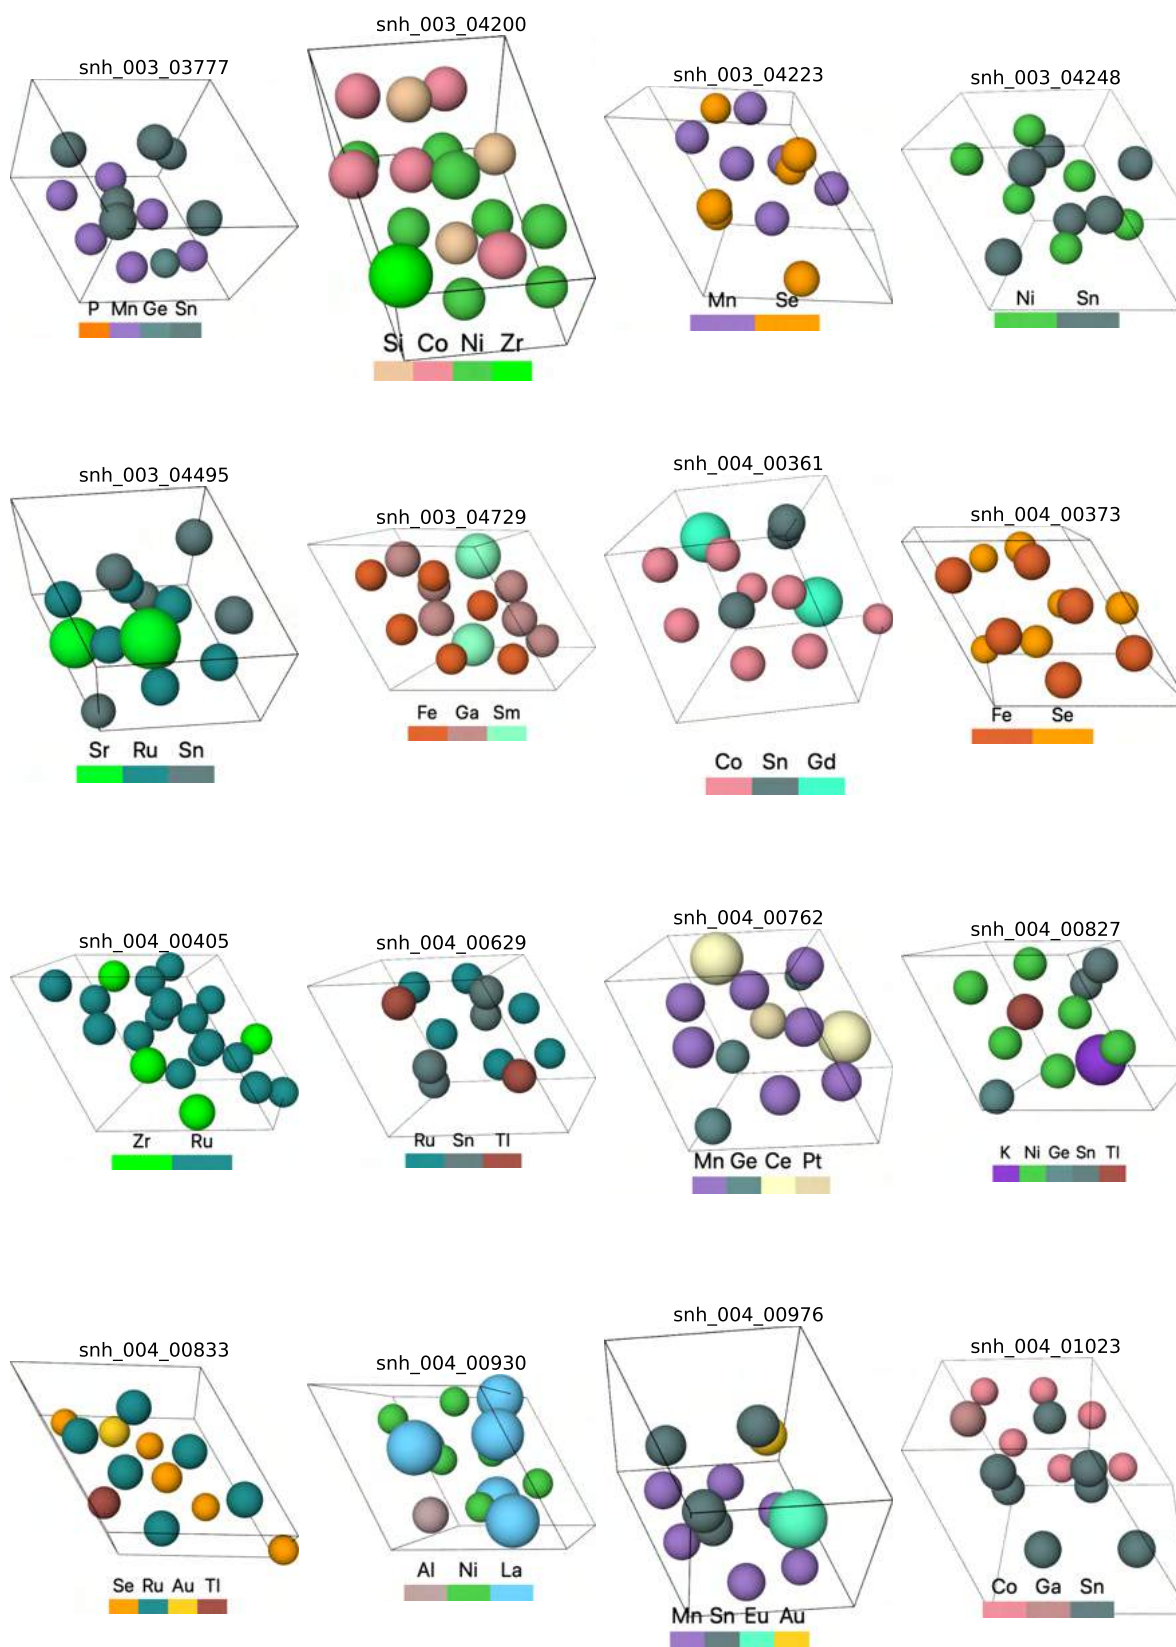 snh_003_03777
P Mn Ge Sn
snh_003_04200
Si Co Ni Zr
snh_003_04223
Mn Se
snh_003_04248
Ni Sn
snh_003_04495
Sr Ru Sn
snh_003_04729
Fe Ga Sm
snh_004_00361
Co Sn Gd
snh_004_00373
Fe Se
snh_004_00405
Zr Ru
snh_004_00629
Ru Sn Tl
snh_004_00762
Mn Ge Ce Pt
snh_004_00827
K Ni Ge Sn Tl
snh_004_00833
Se Ru Au Tl
snh_004_00930
Al Ni La
snh_004_00976
Mn Sn Eu Au
snh_004_01023
Co Ga Sn